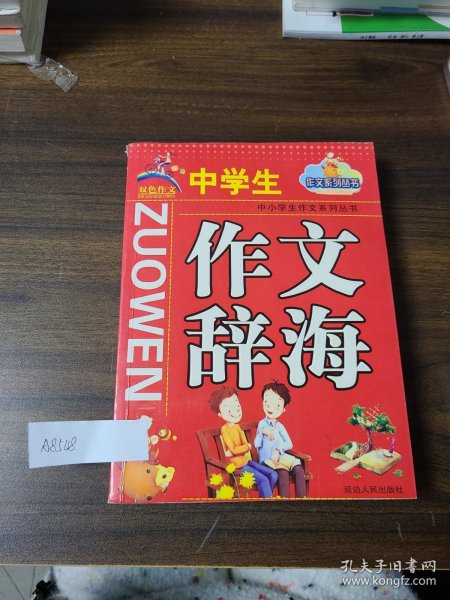 双色作文
中学生
作文系列丛书
中小学生作文系列丛书
ZUOWEN
作文
辞海
A8548
延边人民出版社
孔夫子旧书网
www.kongfz.com